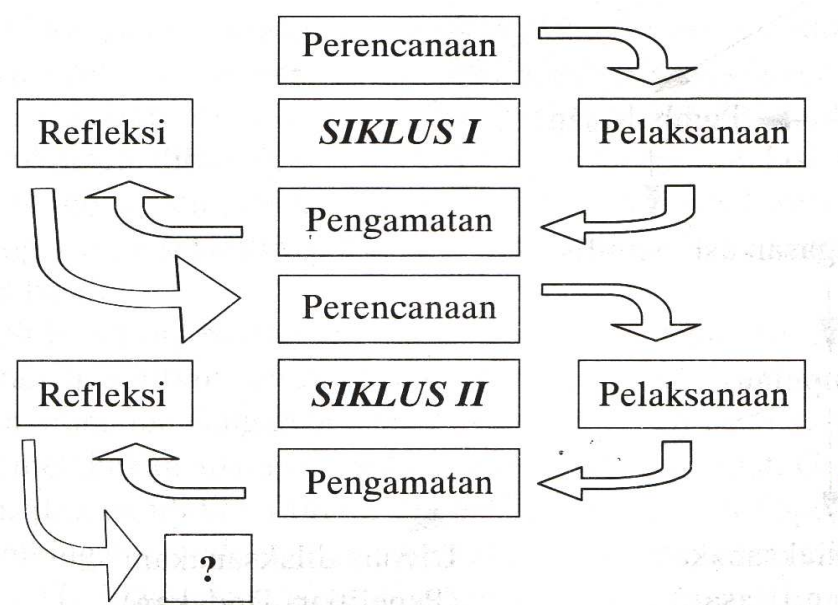 Perencanaan
Refleksi
SIKLUS I
Pelaksanaan
Pengamatan
Perencanaan
Refleksi
SIKLUS II
Pelaksanaan
Pengamatan
?